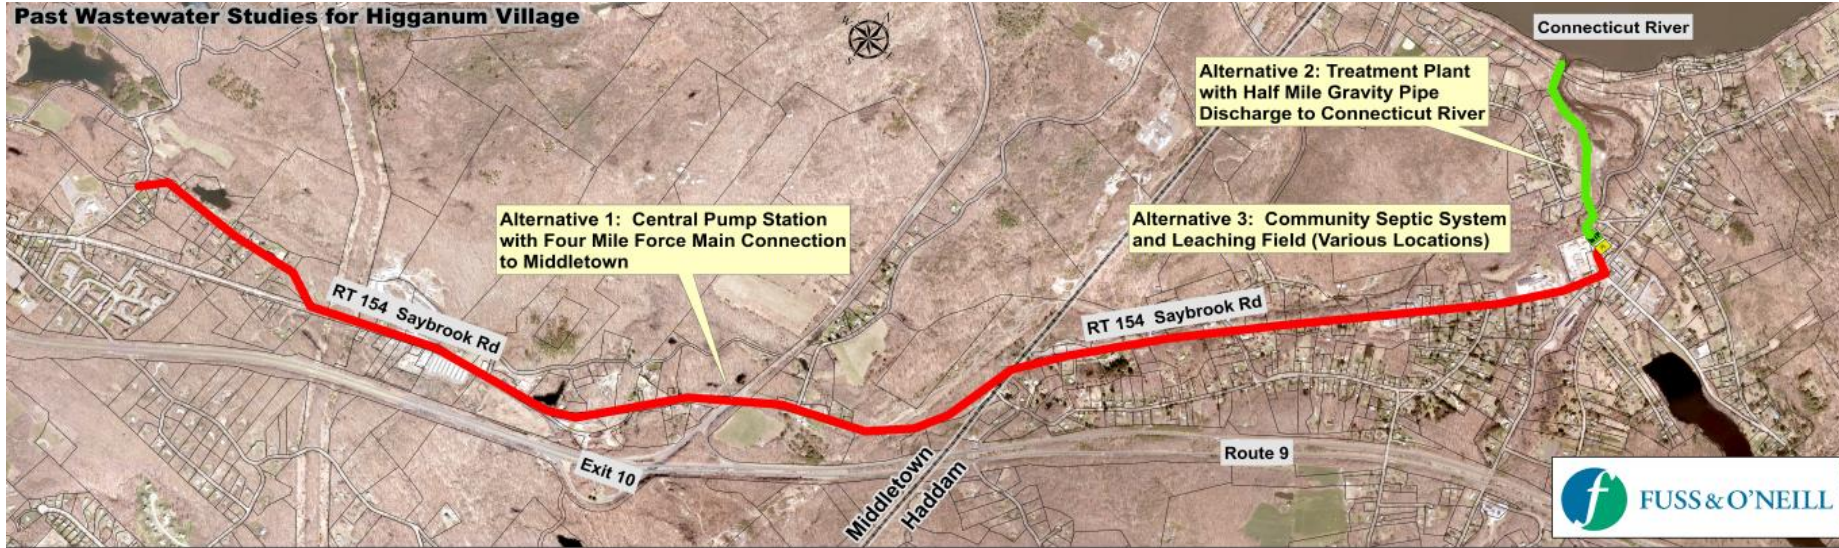 Past Wastewater Studies for Higganum Village
Connecticut River
Alternative 2: Treatment Plant
with Half Mile Gravity Pipe
Discharge to Connecticut River
Alternative 1: Central Pump Station
with Four Mile Force Main Connection
to Middletown
Alternative 3: Community Septic System
and Leaching Field (Various Locations)
RT 154 Saybrook Rd
RT 154 Saybrook Rd
Exit 10
Middletown
Haddam
Route 9
FUSS & O'NEILL